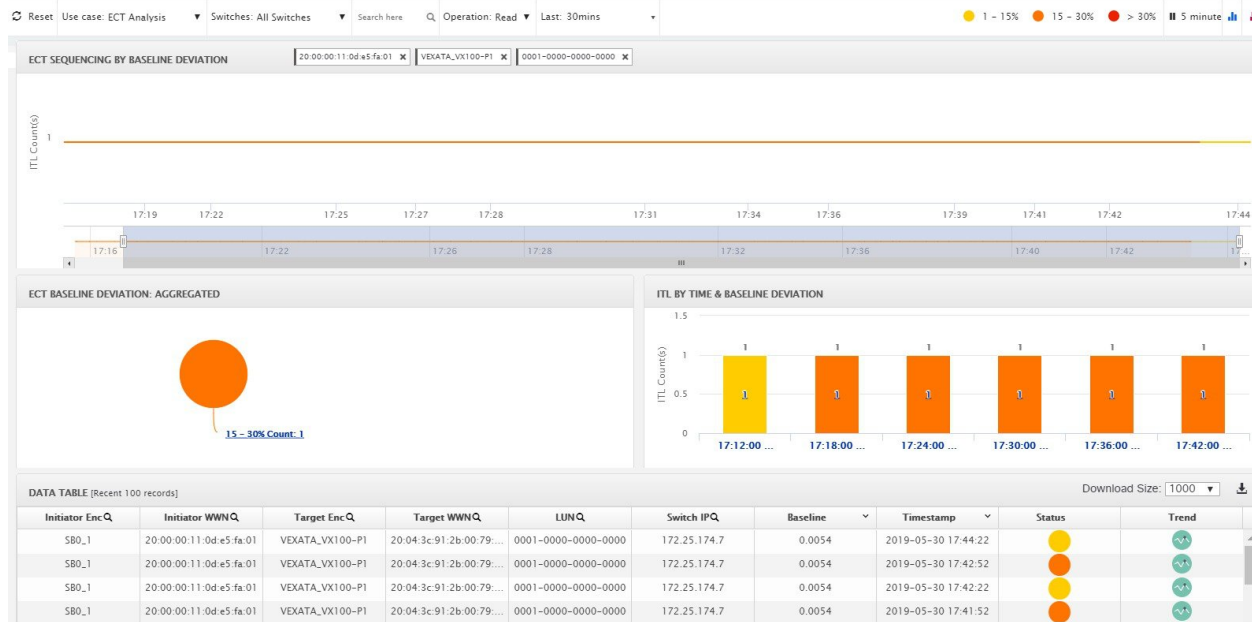 Reset Use case: ECT Analysis Switches: All Switches Search here Operation: Read Last: 30mins 1 - 15% 15 - 30% > 30% 5 minute
ECT SEQUENCING BY BASELINE DEVIATION 20:00:00:11:0d:e5:fa:01 VEXATA_VX100-P1 0001-0000-0000-0000
ITL Count(s)
1
17:19 17:22 17:25 17:27 17:28 17:31 17:34 17:36 17:39 17:41 17:42 17:44
17:16 17:22 17:26 17:28 17:32 17:36 17:40 17:42 17...
ECT BASELINE DEVIATION: AGGREGATED
15 - 30% Count: 1
ITL BY TIME & BASELINE DEVIATION
ITL Count(s)
1.5
1
0.5
0
1 1 1 1 1 1
1 1 1 1 1 1
17:12:00 ... 17:18:00 ... 17:24:00 ... 17:30:00 ... 17:36:00 ... 17:42:00 ...
DATA TABLE [Recent 100 records] Download Size: 1000
Initiator Enc Initiator WWN Target Enc Target WWN LUN Switch IP Baseline Timestamp Status Trend
SB0_1 20:00:00:11:0d:e5:fa:01 VEXATA_VX100-P1 20:04:3c:91:2b:00:79:... 0001-0000-0000-0000 172.25.174.7 0.0054 2019-05-30 17:44:22
SB0_1 20:00:00:11:0d:e5:fa:01 VEXATA_VX100-P1 20:04:3c:91:2b:00:79:... 0001-0000-0000-0000 172.25.174.7 0.0054 2019-05-30 17:42:52
SB0_1 20:00:00:11:0d:e5:fa:01 VEXATA_VX100-P1 20:04:3c:91:2b:00:79:... 0001-0000-0000-0000 172.25.174.7 0.0054 2019-05-30 17:42:22
SB0_1 20:00:00:11:0d:e5:fa:01 VEXATA_VX100-P1 20:04:3c:91:2b:00:79:... 0001-0000-0000-0000 172.25.174.7 0.0054 2019-05-30 17:41:52